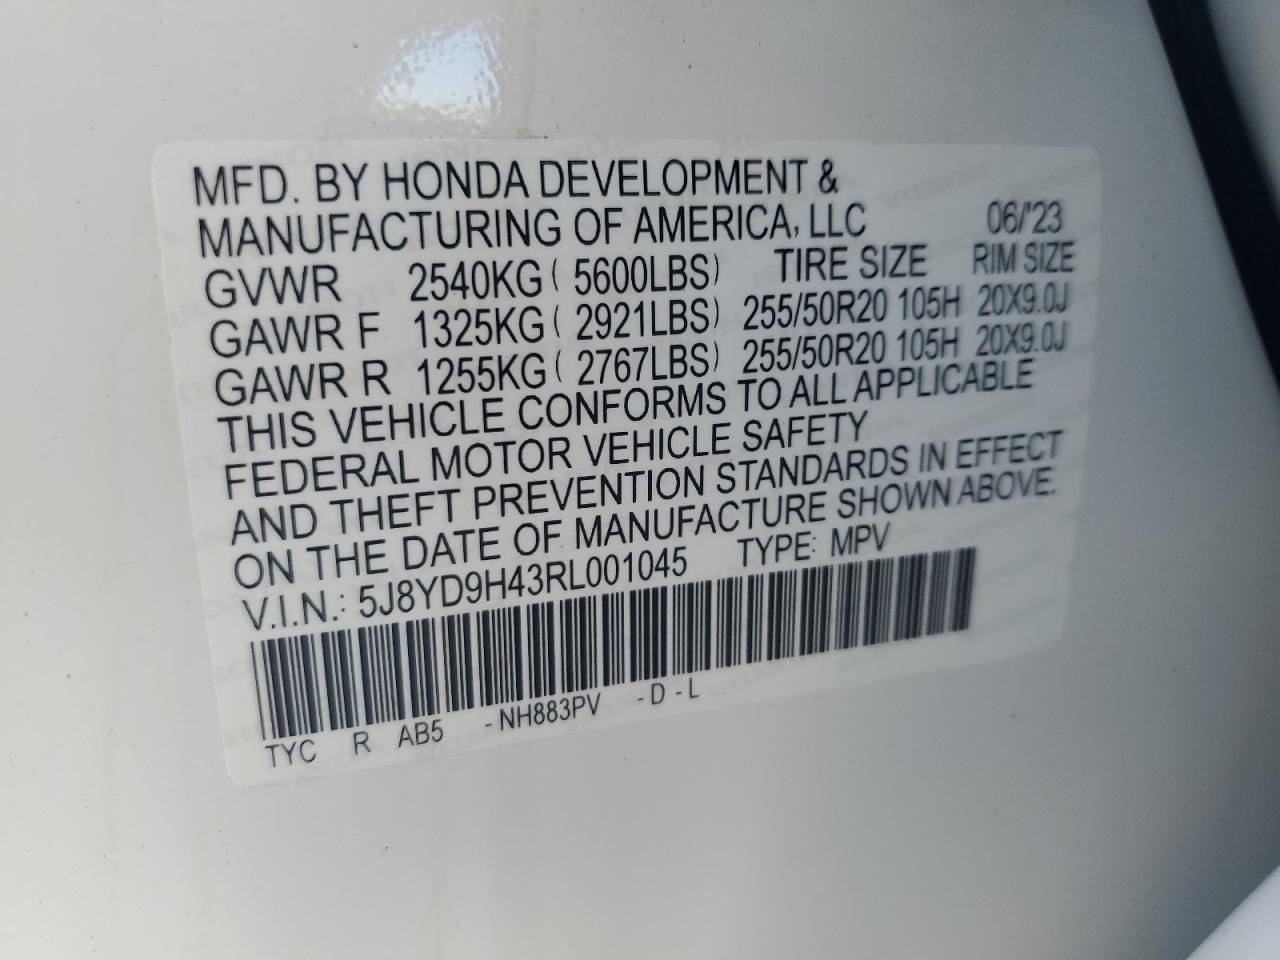 MFD. BY HONDA DEVELOPMENT &
MANUFACTURING OF AMERICA, LLC 06/'23
GVWR 2540KG ( 5600LBS) TIRE SIZE RIM SIZE
GAWR F 1325KG ( 2921LBS) 255/50R20 105H 20X9.0J
GAWR R 1255KG ( 2767LBS) 255/50R20 105H 20X9.0J
THIS VEHICLE CONFORMS TO ALL APPLICABLE
FEDERAL MOTOR VEHICLE SAFETY
AND THEFT PREVENTION STANDARDS IN EFFECT
ON THE DATE OF MANUFACTURE SHOWN ABOVE.
V.I.N.: 5J8YD9H43RL001045 TYPE: MPV
TYC R AB5 -NH883PV -D-L